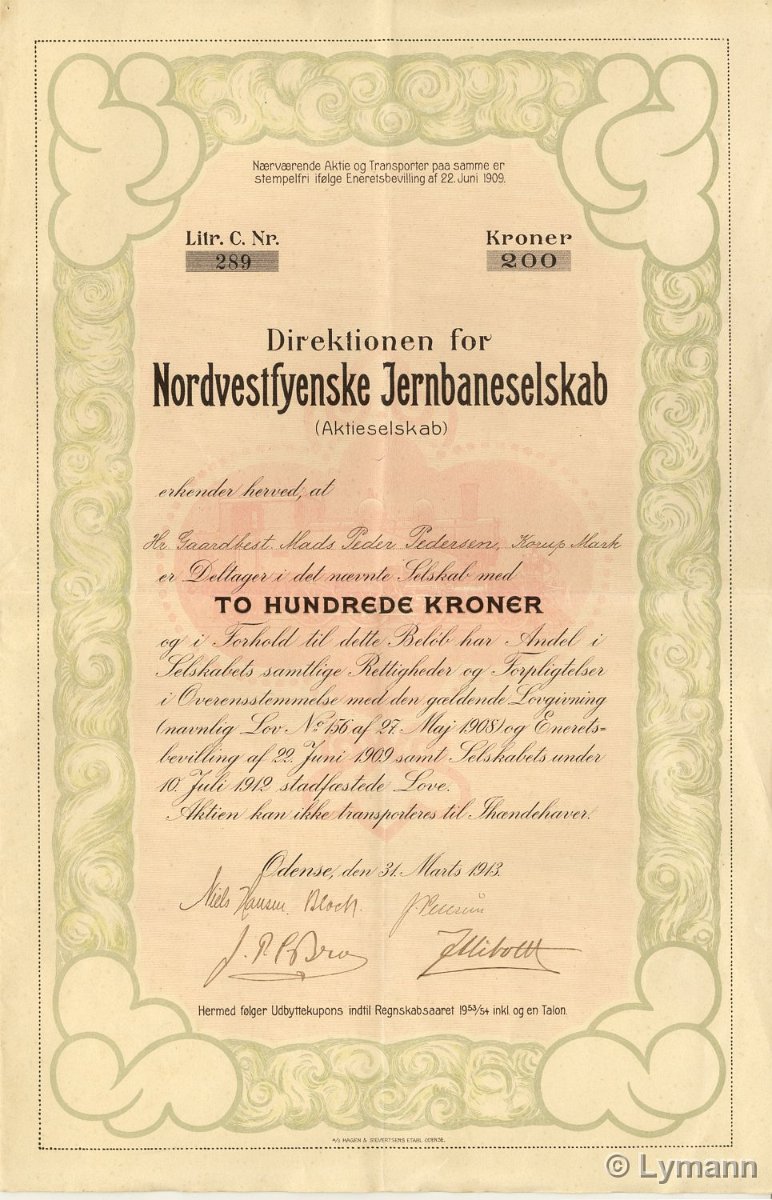 Nærværende Aktie og Transporter paa samme er
stempelfri ifølge Eneretsbevilling af 22. Juni 1909.
Litr. C. Nr.
289
Kroner
200
Direktionen for
Nordvestfyenske Jernbaneselskab
(Aktieselskab)
erkender herved, at
Hr. Gaardbest. Mads Peder Pedersen, Korup Mark
er Deltager i det nævnte Selskab med
TO HUNDREDE KRONER
og i Forhold til dette Beløb har Andel i
Selskabets samtlige Rettigheder og Forpligtelser
i Overensstemmelse med den gældende Lovgivning
(navnlig Lov No 156 af 27. Maj 1908) og Enerets=
bevilling af 22. Juni 1909 samt Selskabets under
10. Juli 1912 stadfæstede Love.
Aktien kan ikke transporteres til Ihændehaver.
Odense, den 31. Marts 1913.
Niels Hansen. Block.
Hermed følger Udbyttekupons indtil Regnskabsaaret 1953/54 inkl. og en Talon.
A/S HAGEN & SIEVERTSENS ETABL. ODENSE.
© Lymann